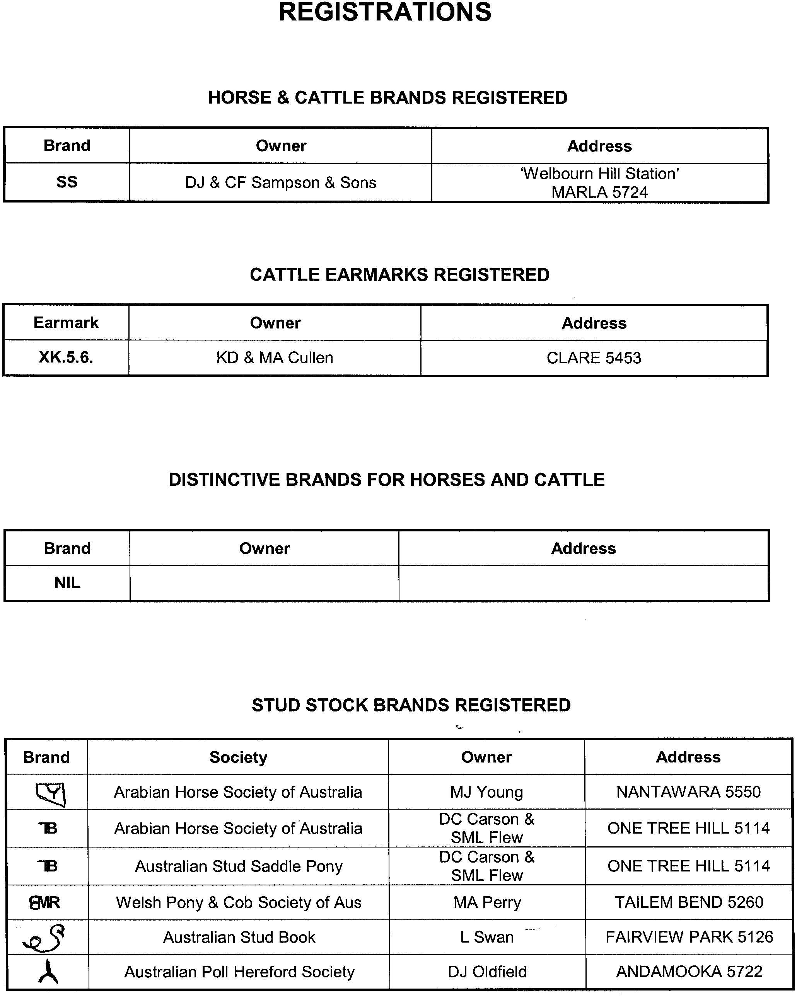 REGISTRATIONS
HORSE & CATTLE BRANDS REGISTERED
Brand Owner Address
SS DJ & CF Sampson & Sons 'Welbourn Hill Station'
MARLA 5724
CATTLE EARMARKS REGISTERED
Earmark Owner Address
XK.5.6. KD & MA Cullen CLARE 5453
DISTINCTIVE BRANDS FOR HORSES AND CATTLE
Brand Owner Address
NIL
STUD STOCK BRANDS REGISTERED
Brand Society Owner Address
Y Arabian Horse Society of Australia MJ Young NANTAWARA 5550
TB Arabian Horse Society of Australia DC Carson &
SML Flew ONE TREE HILL 5114
TB Australian Stud Saddle Pony DC Carson &
SML Flew ONE TREE HILL 5114
Welsh Pony & Cob Society of Aus MA Perry TAILEM BEND 5260
Australian Stud Book L Swan FAIRVIEW PARK 5126
Australian Poll Hereford Society DJ Oldfield ANDAMOOKA 5722